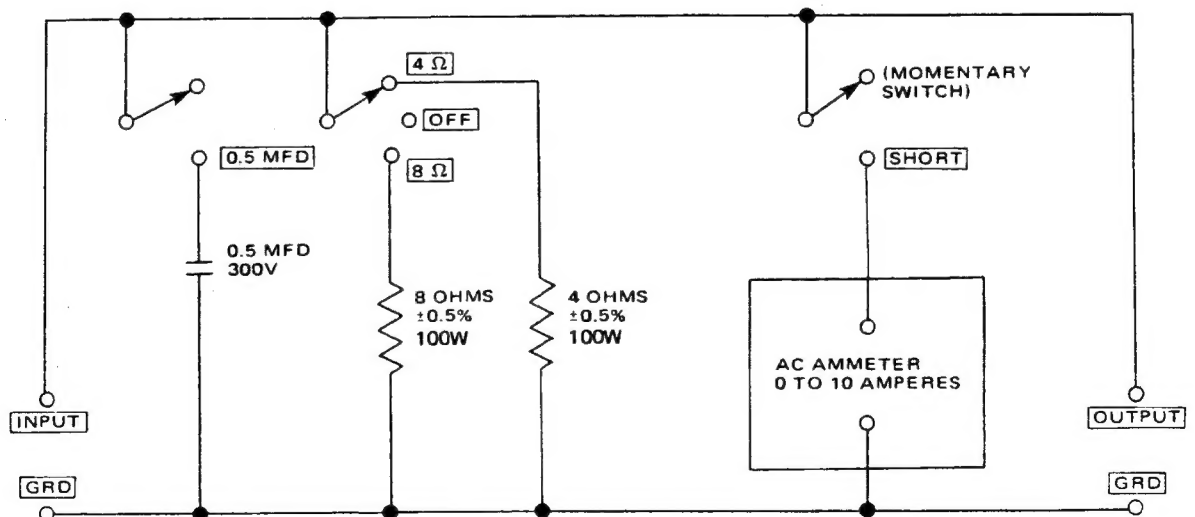 4 Ω
(MOMENTARY
SWITCH)
OFF
0.5 MFD
8 Ω
SHORT
0.5 MFD
300V
8 OHMS
±0.5%
100W
4 OHMS
±0.5%
100W
AC AMMETER
0 TO 10 AMPERES
INPUT
OUTPUT
GRD
GRD